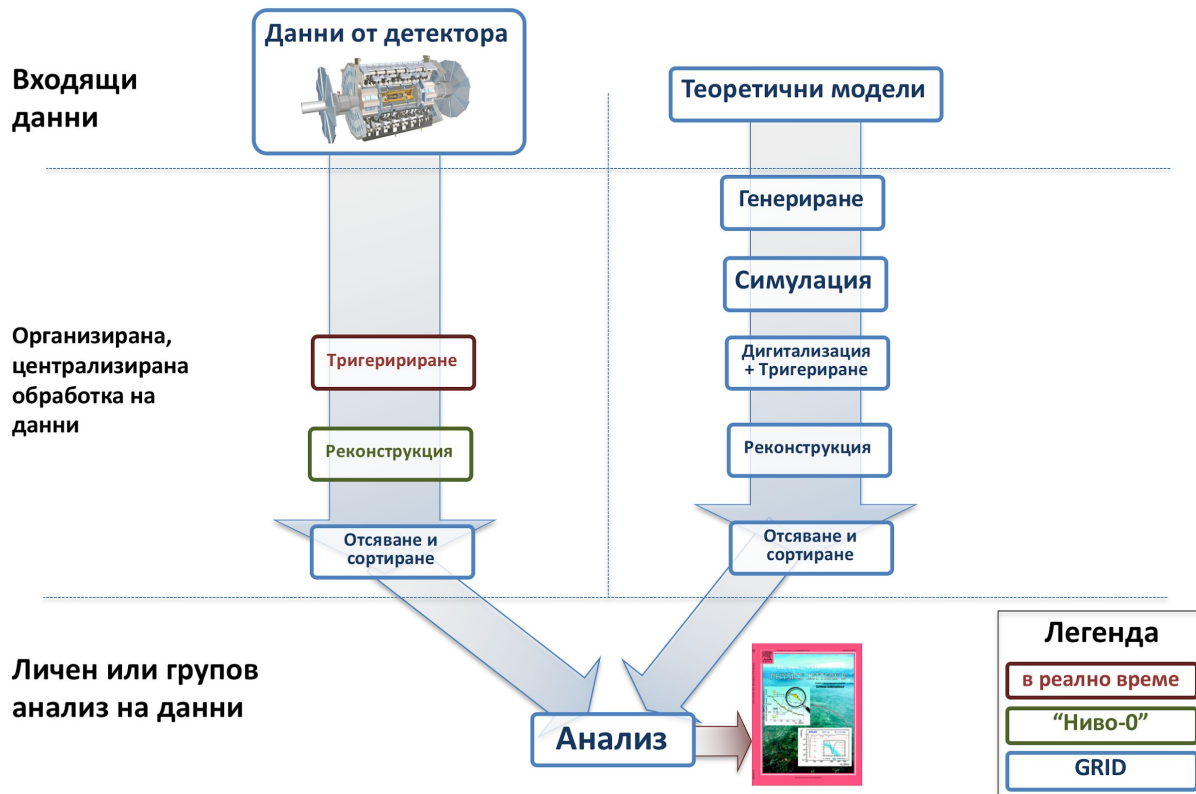 Данни от детектора
Входящи
данни
Теоретични модели
Генериране
Симулация
Организирана,
централизирана
обработка на
данни
Тригеририране
Дигитализация
+ Тригериране
Реконструкция
Реконструкция
Отсяване и
сортиране
Отсяване и
сортиране
Личен или групов
анализ на данни
Анализ
Легенда
в реално време
“Ниво-0”
GRID